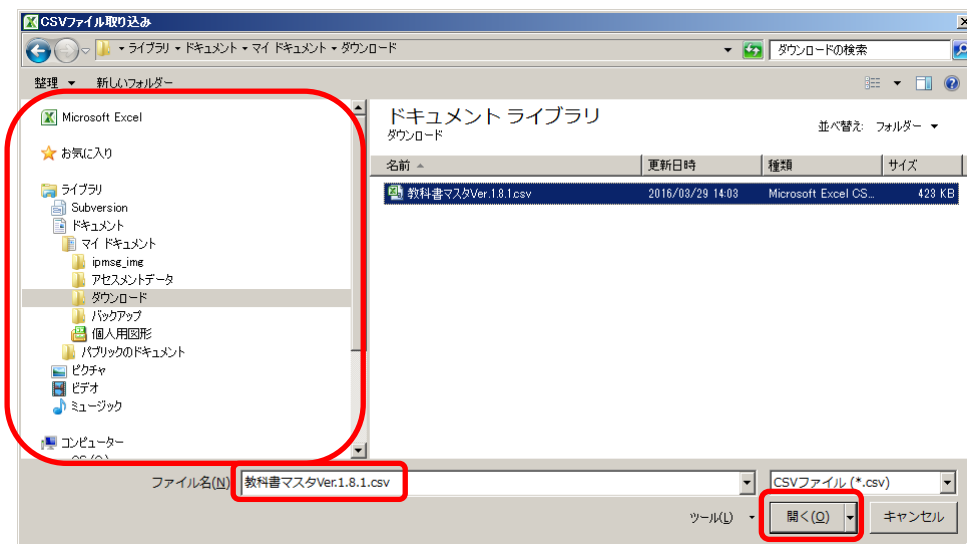 CSVファイル取り込み
ライブラリ ▾ ドキュメント ▾ マイ ドキュメント ▾ ダウンロード
ダウンロードの検索
整理 ▼ 新しいフォルダー
Microsoft Excel
お気に入り
ライブラリ
Subversion
ドキュメント
マイ ドキュメント
ipmsg_img
アセスメントデータ
ダウンロード
バックアップ
個人用図形
パブリックのドキュメント
ピクチャ
ビデオ
ミュージック
コンピューター
ドキュメント ライブラリ
ダウンロード
並べ替え: フォルダー ▼
名前 更新日時 種類 サイズ
教科書マスタVer.1.8.1.csv 2016/03/29 14:03 Microsoft Excel CS... 423 KB
ファイル名(N) 教科書マスタVer.1.8.1.csv CSVファイル (*.csv)
ツール(L) 開く(O) キャンセル